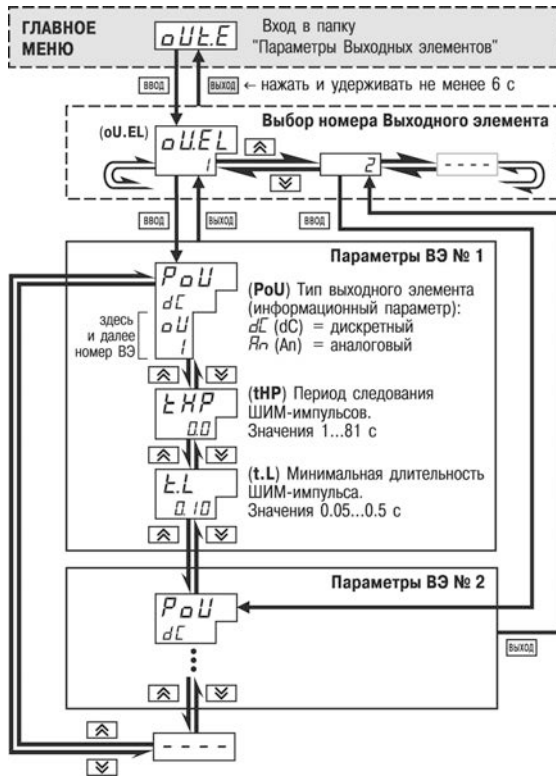 ГЛАВНОЕ
МЕНЮ
oUt.E
Вход в папку
"Параметры Выходных элементов"
ВВОД
ВЫХОД
← нажать и удерживать не менее 6 с
Выбор номера Выходного элемента
(oU.EL)
oU.EL
1
2
- - - -
ВВОД
ВЫХОД
ВВОД
Параметры ВЭ № 1
PoU
dC
oU
1
здесь
и далее
номер ВЭ
(PoU) Тип выходного элемента
(информационный параметр):
dC (dC) = дискретный
An (An) = аналоговый
tHP
0.0
(tHP) Период следования
ШИМ-импульсов.
Значения 1...81 с
t.L
0.10
(t.L) Минимальная длительность
ШИМ-импульса.
Значения 0.05...0.5 с
Параметры ВЭ № 2
PoU
dC
ВЫХОД
- - - -